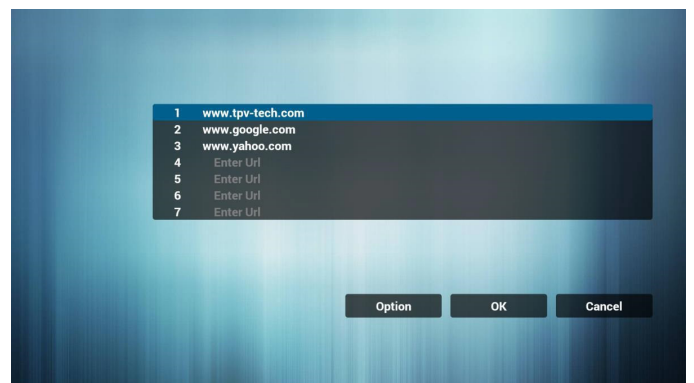 1 www.tpv-tech.com
2 www.google.com
3 www.yahoo.com
4 Enter Url
5 Enter Url
6 Enter Url
7 Enter Url
Option OK Cancel